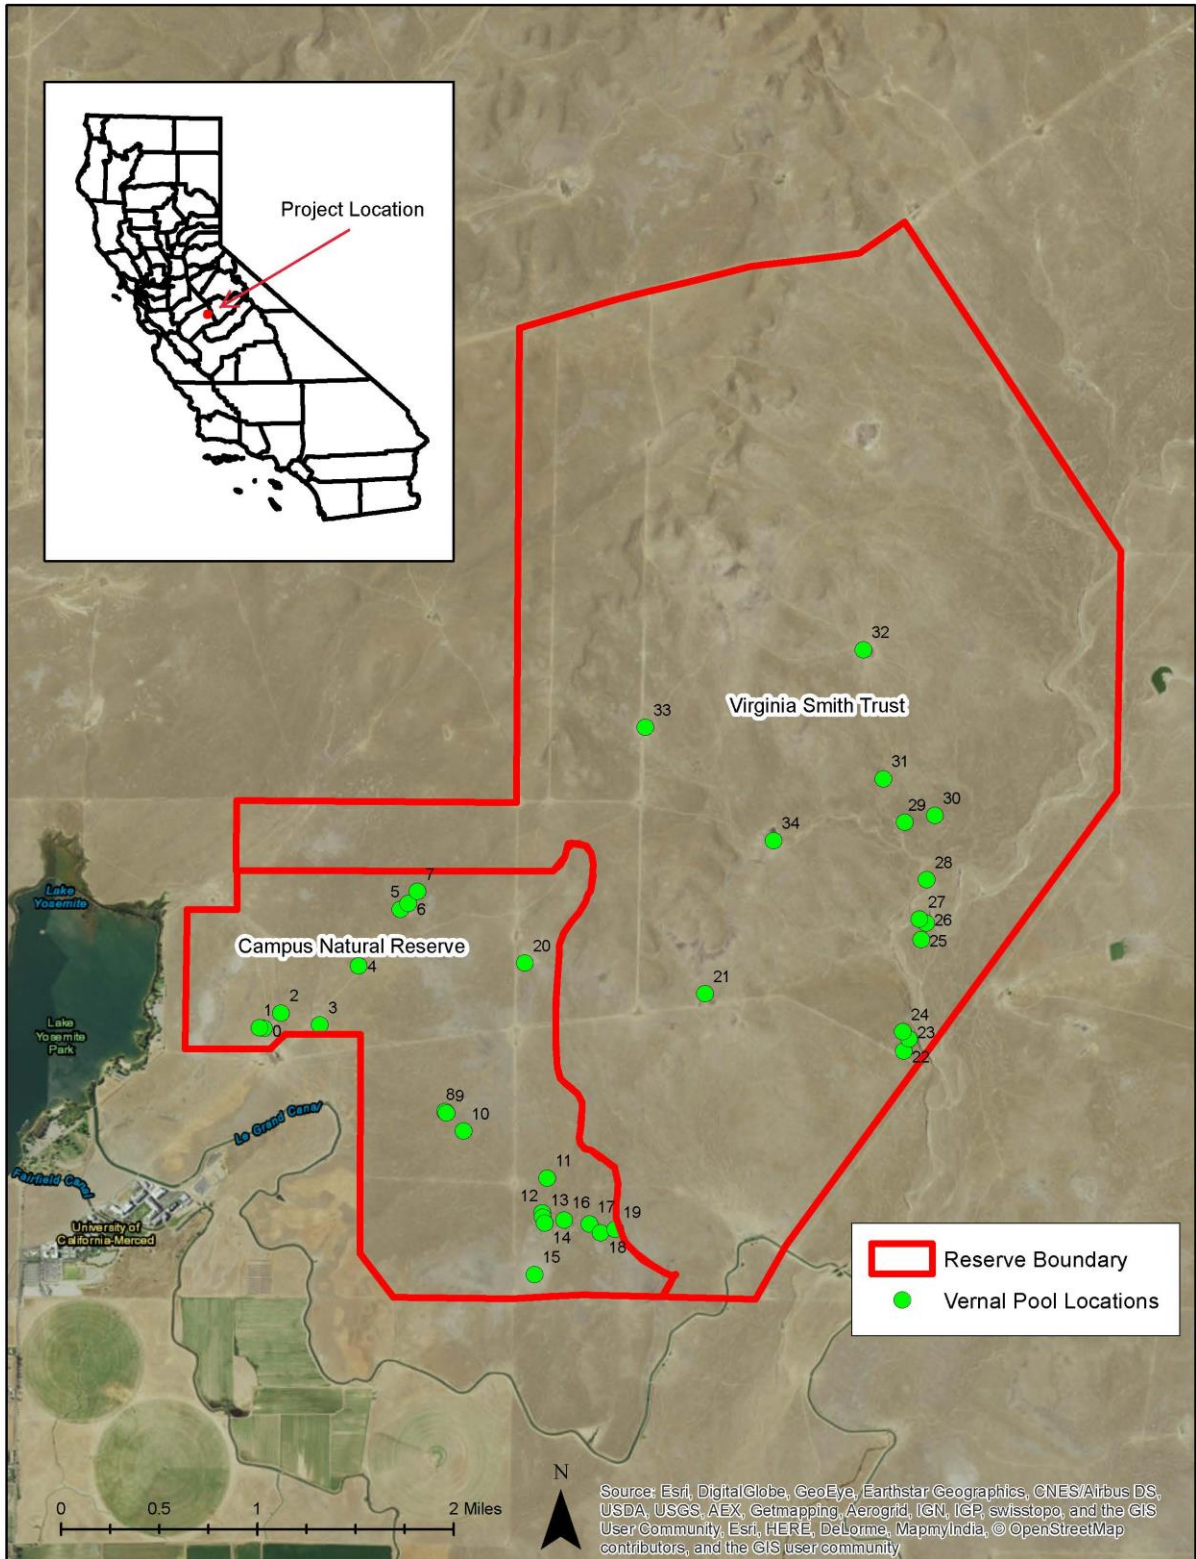 Project Location
32
Virginia Smith Trust
33
31
30
29
34
28
7
5
6
27
26
25
Lake
Yosemite
Campus Natural Reserve
20
4
21
2
1
3
0
24
23
22
Lake
Yosemite
Park
89
10
Le Grand Canal
11
Fairfield Canal
12
13
16
17
19
14
18
University of
California-Merced
15
Reserve Boundary
Vernal Pool Locations
N
0 0.5 1 2 Miles
Source: Esri, DigitalGlobe, GeoEye, Earthstar Geographics, CNES/Airbus DS,
USDA, USGS, AEX, Getmapping, Aerogrid, IGN, IGP, swisstopo, and the GIS
User Community, Esri, HERE, DeLorme, MapmyIndia, © OpenStreetMap
contributors, and the GIS user community